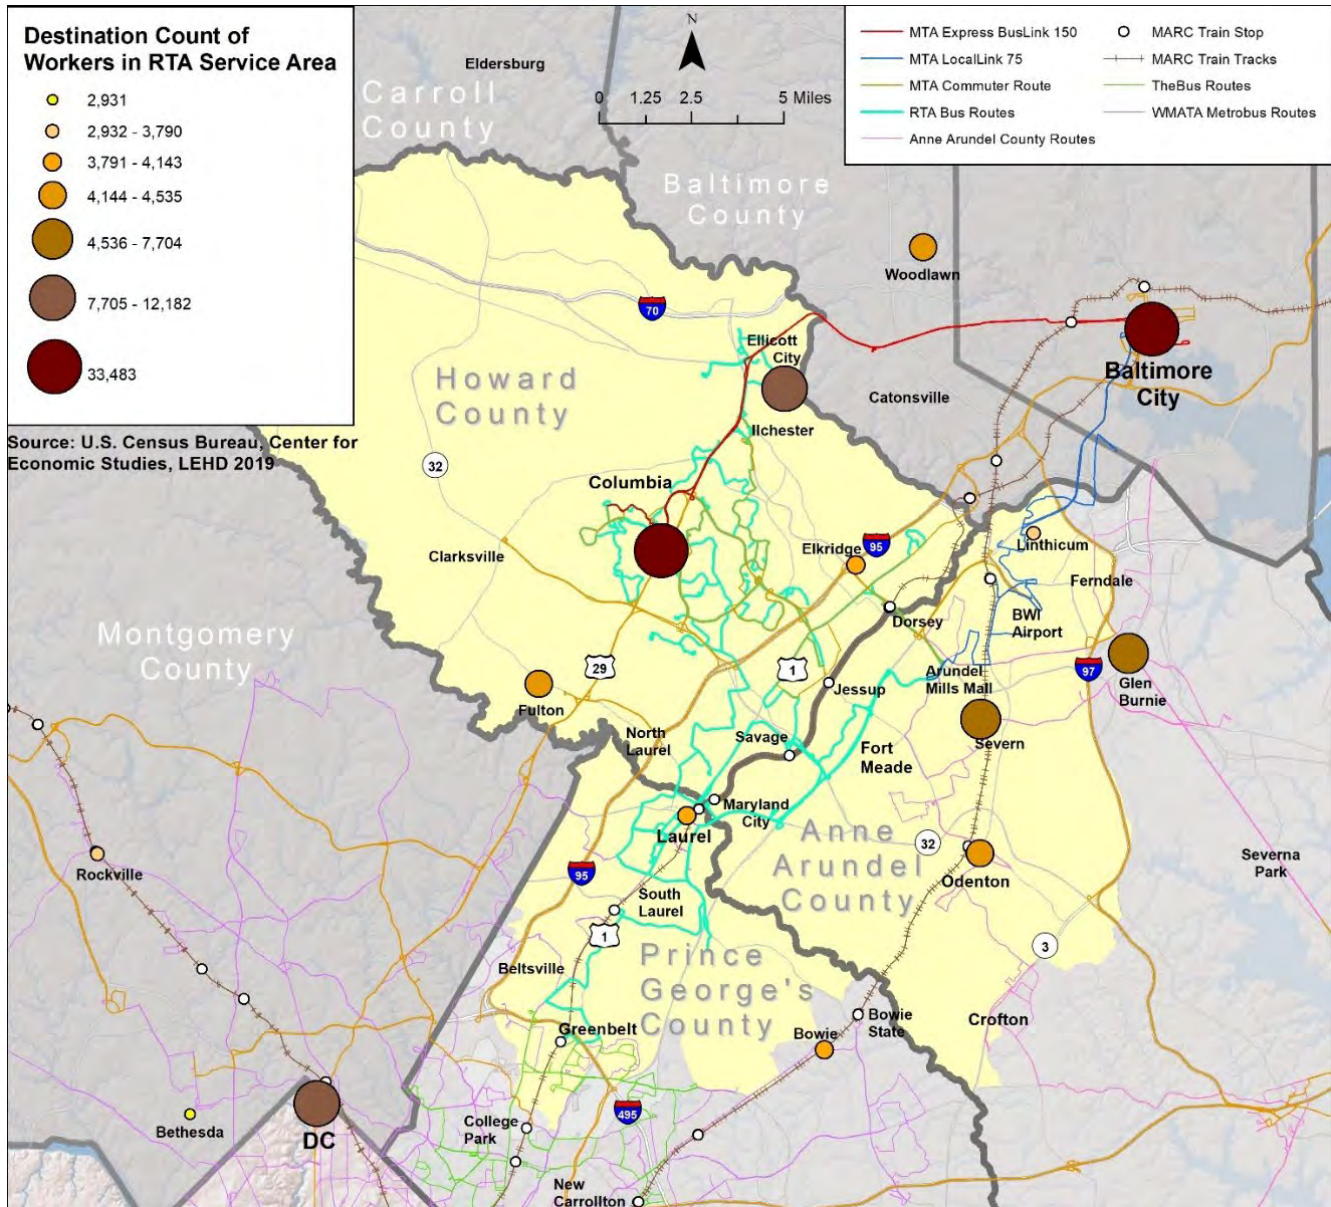 Destination Count of
Workers in RTA Service Area
2,931
2,932 - 3,790
3,791 - 4,143
4,144 - 4,535
4,536 - 7,704
7,705 - 12,182
33,483
Source: U.S. Census Bureau, Center for
Economic Studies, LEHD 2019
N
0 1.25 2.5 5 Miles
MTA Express BusLink 150
MTA LocalLink 75
MTA Commuter Route
RTA Bus Routes
Anne Arundel County Routes
MARC Train Stop
MARC Train Tracks
TheBus Routes
WMATA Metrobus Routes
Eldersburg
Carroll
County
Baltimore
County
Woodlawn
70
Ellicott
City
Baltimore
City
Howard
County
Catonsville
Ilchester
32
Columbia
Clarksville
Elkridge
95
Linthicum
Ferndale
Dorsey
BWI
Airport
Montgomery
County
29
1
Jessup
Arundel
Mills Mall
97
Glen
Burnie
Fulton
North
Laurel
Savage
Fort
Meade
Severn
Maryland
City
Laurel
Anne
Arundel
County
32
Odenton
Severna
Park
Rockville
95
South
Laurel
1
3
Beltsville
Prince
George's
County
Greenbelt
Bowie
Bowie
State
Crofton
495
Bethesda
DC
College
Park
New
Carrollton